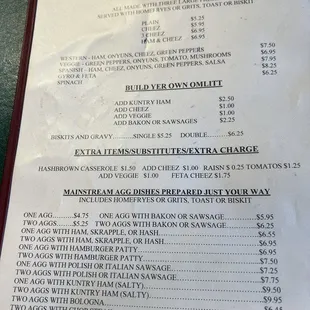 ALL MADE WITH THREE LARGE
SERVED WITH HOMEFRYES OR GRITS, TOAST OR BISKIT
PLAIN $5.25
CHEEZ $5.95
CHEEZ $6.95
HAM & CHEEZ $6.95
WESTERN - HAM, ONYUNS, CHEEZ, GREEN PEPPERS $7.50
VEGGIE - GREEN PEPPERS, ONYUNS, TOMATO, MUSHROOMS $6.95
SPANISH - HAM, ONYUNS, CHEEZ, GREEN PEPPERS, SALSA $7.95
GYRO & FETA $8.25
SPINACH $6.25
BUILD YER OWN OMLITT
ADD KUNTRY HAM $2.50
ADD CHEEZ $1.00
ADD VEGGIE $1.00
ADD BAKON OR SAWSAGES $2.25
BISKITS AND GRAVY SINGLE $5.25 DOUBLE $6.25
EXTRA ITEMS/SUBSTITUTES/EXTRA CHARGE
HASHBROWN CASSEROLE $1.50 ADD CHEEZ $1.00 RAISN $ 0.25 TOMATOS $1.25
ADD VEGGIE $1.00 FETA CHEEZ $1.75
MAINSTREAM AGG DISHES PREPARED JUST YOUR WAY
INCLUDES HOMEFRYES OR GRITS, TOAST OR BISKIT
ONE AGG $4.75 ONE AGG WITH BAKON OR SAWSAGE $5.95
TWO AGGS $5.25 TWO AGGS WITH BAKON OR SAWSAGE $6.25
ONE AGG WITH HAM, SKRAPPLE, OR HASH $6.55
TWO AGGS WITH HAM, SKRAPPLE, OR HASH $6.95
ONE AGG WITH HAMBURGER PATTY $6.95
TWO AGGS WITH HAMBURGER PATTY $7.50
ONE AGG WITH POLISH OR ITALIAN SAWSAGE $7.25
TWO AGGS WITH POLISH OR ITALIAN SAWSAGE $7.75
ONE AGG WITH KUNTRY HAM (SALTY) $9.50
TWO AGGS WITH KUNTRY HAM (SALTY) $9.95
TWO AGGS WITH BOLOGNA
TWO AGGS WITH